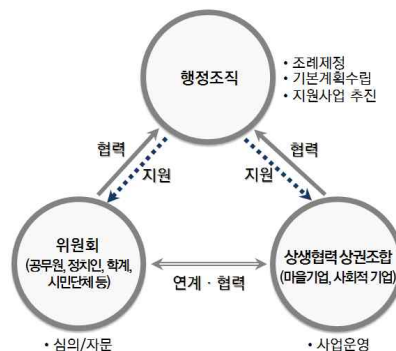 행정조직
• 조례제정
• 기본계획수립
• 지원사업 추진
협력
협력
지원
지원
위원회
(공무원, 정치인, 학계,
시민단체 등)
상생협력 상권조합
(마을기업, 사회적 기업)
연계 · 협력
• 심의/자문
• 사업운영